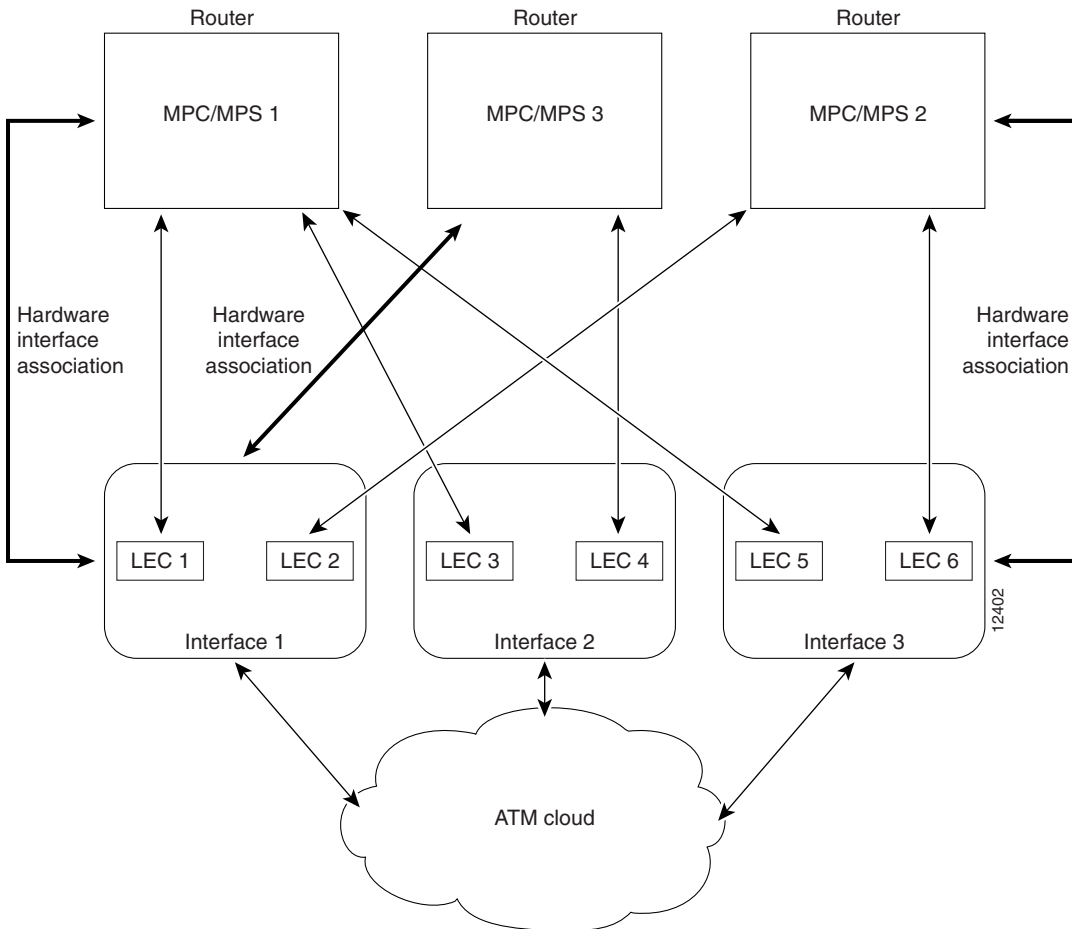 Router
Router
Router
MPC/MPS 1
MPC/MPS 3
MPC/MPS 2
Hardware
interface
association
Hardware
interface
association
Hardware
interface
association
LEC 1
LEC 2
LEC 3
LEC 4
LEC 5
LEC 6
Interface 1
Interface 2
Interface 3
12402
ATM cloud